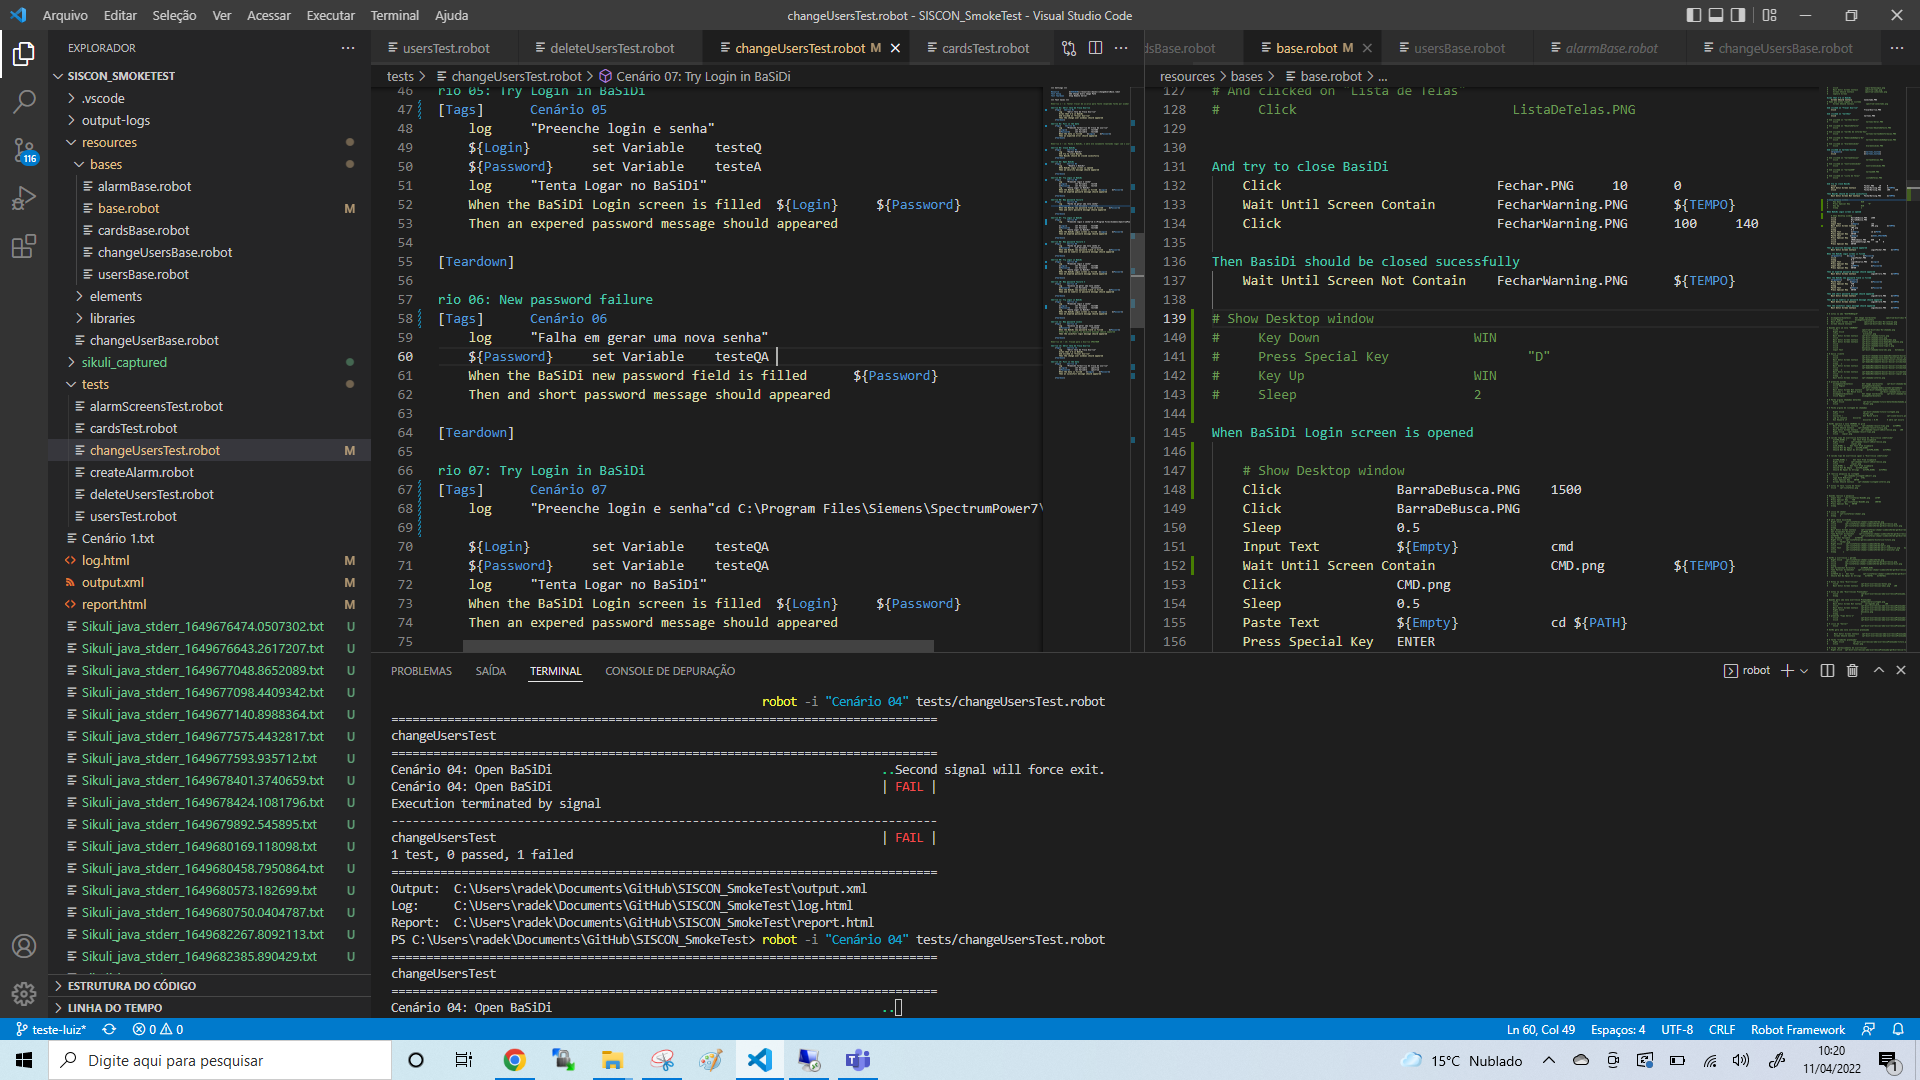 Arquivo Editar Seleção Ver Acessar Executar Terminal Ajuda
changeUsersTest.robot - SISCON_SmokeTest - Visual Studio Code
EXPLORADOR
SISCON_SMOKETEST
.vscode
output-logs
resources
bases
alarmBase.robot
base.robot M
cardsBase.robot
changeUsersBase.robot
usersBase.robot
elements
libraries
changeUserBase.robot
sikuli_captured
tests
alarmScreensTest.robot
cardsTest.robot
changeUsersTest.robot M
createAlarm.robot
deleteUsersTest.robot
usersTest.robot
Cenário 1.txt
log.html M
output.xml M
report.html M
Sikuli_java_stderr_1649676474.0507302.txt U
Sikuli_java_stderr_1649676643.2617207.txt U
Sikuli_java_stderr_1649677048.8652089.txt U
Sikuli_java_stderr_1649677098.4409342.txt U
Sikuli_java_stderr_1649677140.8988364.txt U
Sikuli_java_stderr_1649677575.4432817.txt U
Sikuli_java_stderr_1649677593.935712.txt U
Sikuli_java_stderr_1649678401.3740659.txt U
Sikuli_java_stderr_1649678424.1081796.txt U
Sikuli_java_stderr_1649679892.545895.txt U
Sikuli_java_stderr_1649680169.118098.txt U
Sikuli_java_stderr_1649680458.7950864.txt U
Sikuli_java_stderr_1649680573.182699.txt U
Sikuli_java_stderr_1649680750.0404787.txt U
Sikuli_java_stderr_1649682267.8092113.txt U
Sikuli_java_stderr_1649682385.890429.txt U
ESTRUTURA DO CÓDIGO
LINHA DO TEMPO
116
usersTest.robot deleteUsersTest.robot changeUsersTest.robot M cardsTest.robot
tests > changeUsersTest.robot > Cenário 07: Try Login in BaSiDi
46 rio 05: Try Login in BaSiDi
47 [Tags] Cenário 05
48 log "Preenche login e senha"
49 ${Login} set Variable testeQ
50 ${Password} set Variable testeA
51 log "Tenta Logar no BaSiDi"
52 When the BaSiDi Login screen is filled ${Login} ${Password}
53 Then an expered password message should appeared
54
55 [Teardown]
56
57 rio 06: New password failure
58 [Tags] Cenário 06
59 log "Falha em gerar uma nova senha"
60 ${Password} set Variable testeQA
61 When the BaSiDi new password field is filled ${Password}
62 Then and short password message should appeared
63
64 [Teardown]
65
66 rio 07: Try Login in BaSiDi
67 [Tags] Cenário 07
68 log "Preenche login e senha"cd C:\Program Files\Siemens\SpectrumPower7\
69
70 ${Login} set Variable testeQA
71 ${Password} set Variable testeQA
72 log "Tenta Logar no BaSiDi"
73 When the BaSiDi Login screen is filled ${Login} ${Password}
74 Then an expered password message should appeared
75
dsBase.robot base.robot M usersBase.robot alarmBase.robot changeUsersBase.robot
resources > bases > base.robot > ...
127 # And clicked on "Lista de Telas"
128 # Click ListaDeTelas.PNG
129
130
131 And try to close BasiDi
132 Click Fechar.PNG 10 0
133 Wait Until Screen Contain FecharWarning.PNG ${TEMPO}
134 Click FecharWarning.PNG 100 140
135
136 Then BasiDi should be closed sucessfully
137 Wait Until Screen Not Contain FecharWarning.PNG ${TEMPO}
138
139 # Show Desktop window
140 # Key Down WIN
141 # Press Special Key "D"
142 # Key Up WIN
143 # Sleep 2
144
145 When BaSiDi Login screen is opened
146
147 # Show Desktop window
148 Click BarraDeBusca.PNG 1500
149 Click BarraDeBusca.PNG
150 Sleep 0.5
151 Input Text ${Empty} cmd
152 Wait Until Screen Contain CMD.png ${TEMPO}
153 Click CMD.png
154 Sleep 0.5
155 Paste Text ${Empty} cd ${PATH}
156 Press Special Key ENTER
PROBLEMAS SAÍDA TERMINAL CONSOLE DE DEPURAÇÃO
robot
robot -i "Cenário 04" tests/changeUsersTest.robot
==============================================================================
changeUsersTest
==============================================================================
Cenário 04: Open BaSiDi ..Second signal will force exit.
Cenário 04: Open BaSiDi | FAIL |
Execution terminated by signal
------------------------------------------------------------------------------
changeUsersTest | FAIL |
1 test, 0 passed, 1 failed
==============================================================================
Output: C:\Users\radek\Documents\GitHub\SISCON_SmokeTest\output.xml
Log: C:\Users\radek\Documents\GitHub\SISCON_SmokeTest\log.html
Report: C:\Users\radek\Documents\GitHub\SISCON_SmokeTest\report.html
PS C:\Users\radek\Documents\GitHub\SISCON_SmokeTest> robot -i "Cenário 04" tests/changeUsersTest.robot
==============================================================================
changeUsersTest
==============================================================================
Cenário 04: Open BaSiDi ..
teste-luiz* 0 0 Ln 60, Col 49 Espaços: 4 UTF-8 CRLF Robot Framework
Digite aqui para pesquisar
15°C Nublado
10:20
11/04/2022
1